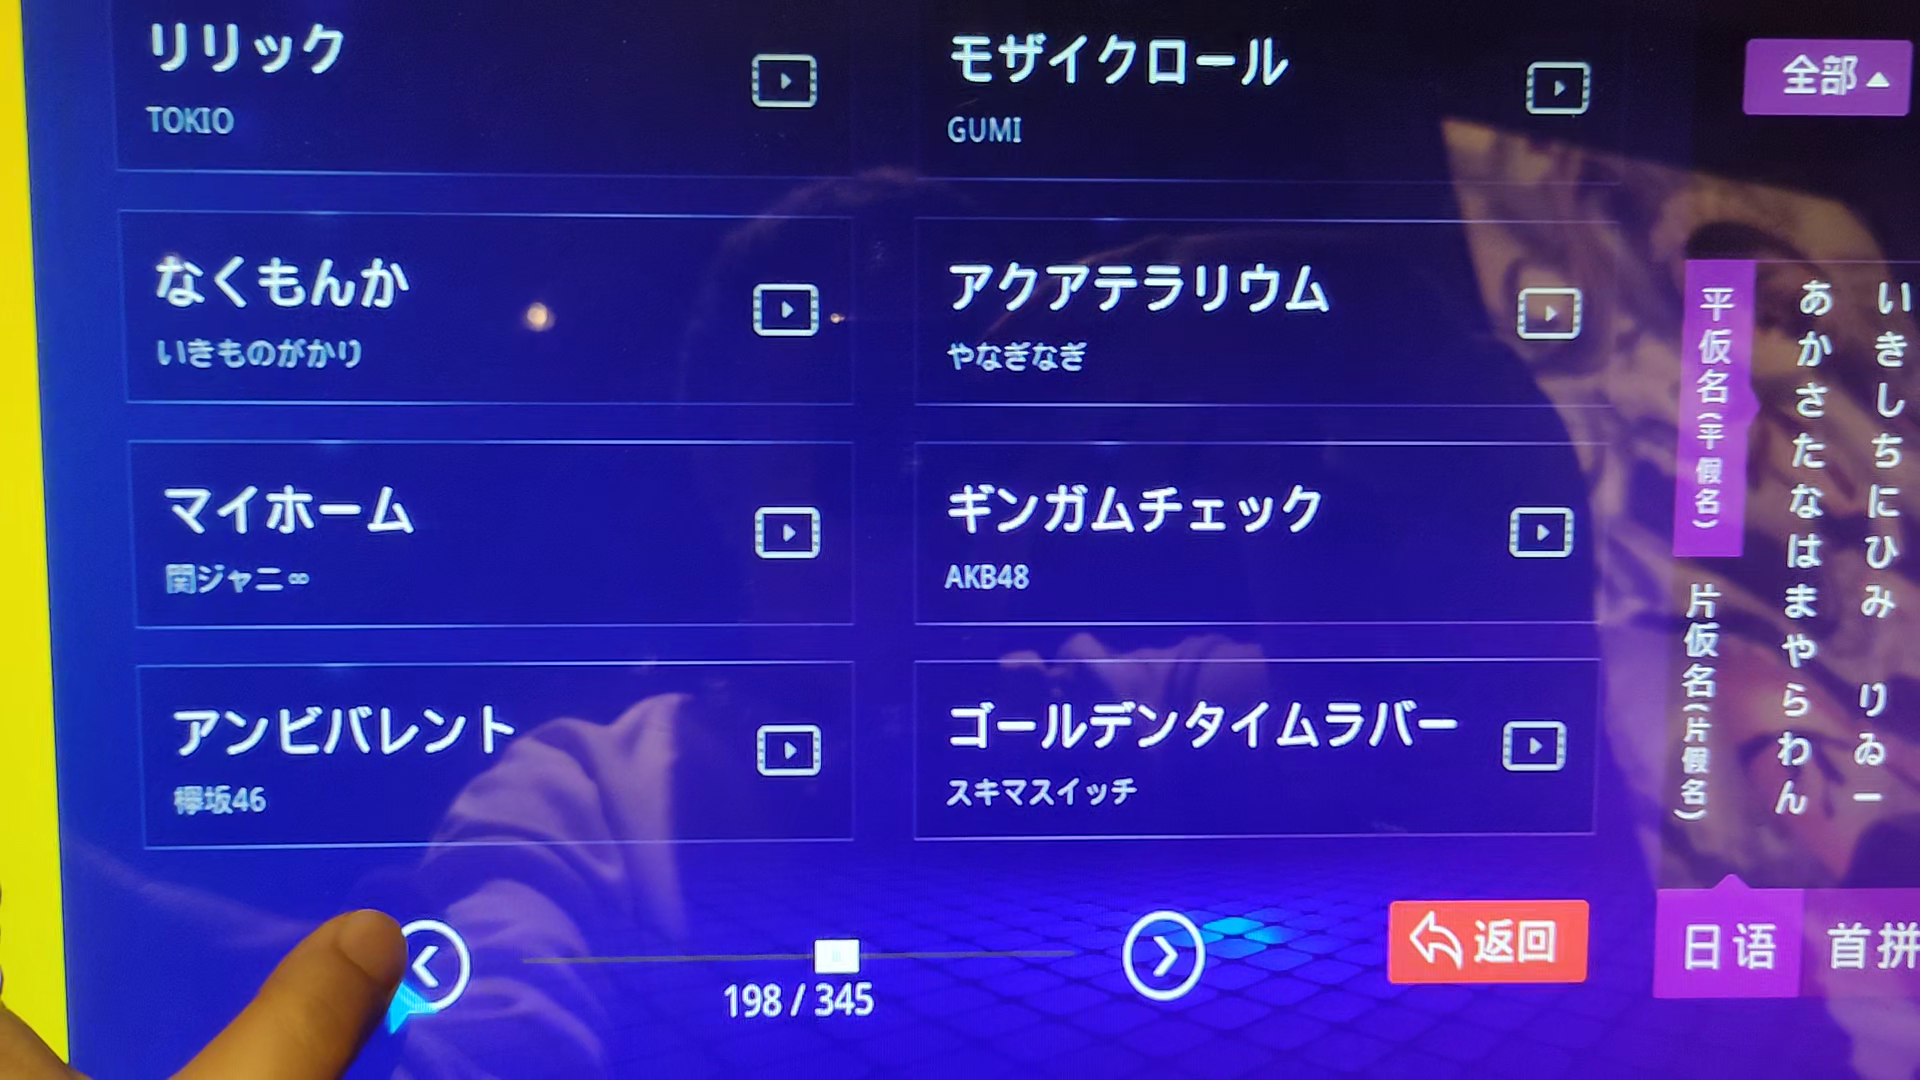 リリック
TOKIO
モザイクロール
GUMI
なくもんか
いきものがかり
アクアテラリウム
やなぎなぎ
マイホーム
関ジャニ∞
ギンガムチェック
AKB48
アンビバレント
欅坂46
ゴールデンタイムラバー
スキマスイッチ
198 / 345
返回
全部▲
平仮名(平假名)
片仮名(片假名)
あかさたなはまやらわん
いきしちにひみ りゐー
日语
首拼